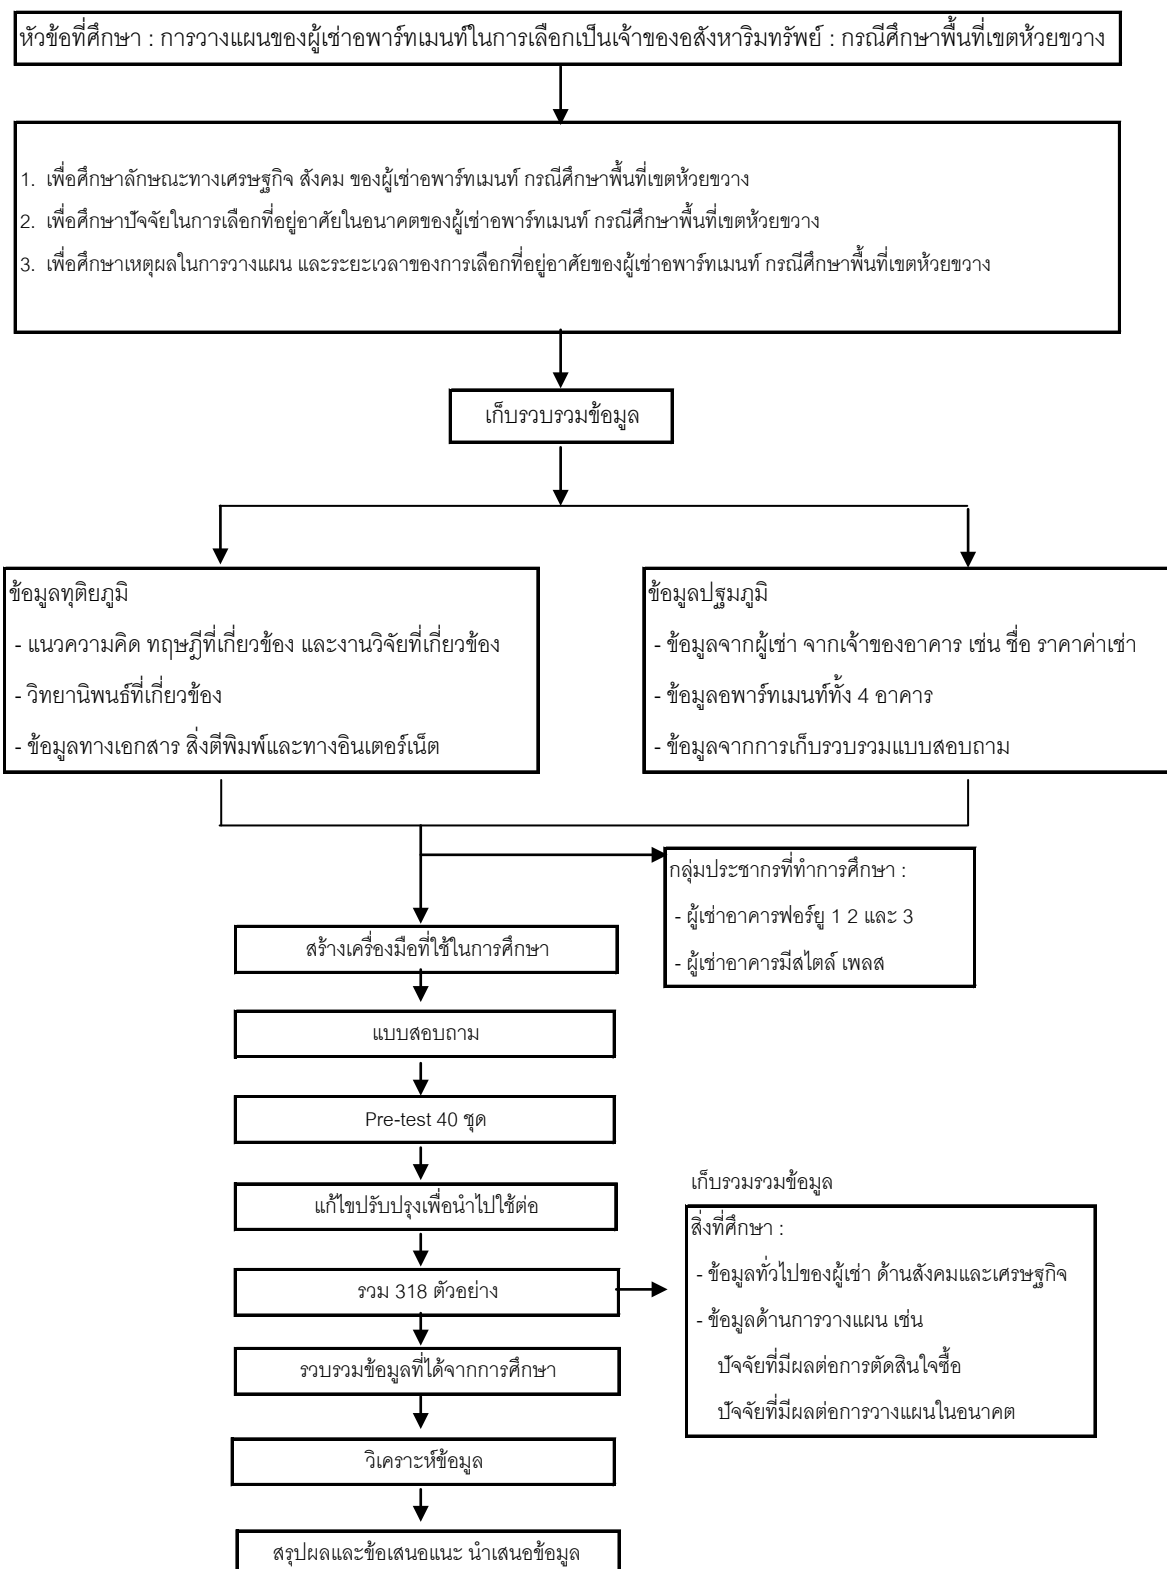 หัวข้อที่ศึกษา : การวางแผนของผู้เช่าอพาร์ทเมนท์ในการเลือกเป็นเจ้าของอสังหาริมทรัพย์ : กรณีศึกษาพื้นที่เขตห้วยขวาง
1. เพื่อศึกษาลักษณะทางเศรษฐกิจ สังคม ของผู้เช่าอพาร์ทเมนท์ กรณีศึกษาพื้นที่เขตห้วยขวาง
2. เพื่อศึกษาปัจจัยในการเลือกที่อยู่อาศัยในอนาคตของผู้เช่าอพาร์ทเมนท์ กรณีศึกษาพื้นที่เขตห้วยขวาง
3. เพื่อศึกษาเหตุผลในการวางแผน และระยะเวลาของการเลือกที่อยู่อาศัยของผู้เช่าอพาร์ทเมนท์ กรณีศึกษาพื้นที่เขตห้วยขวาง
เก็บรวบรวมข้อมูล
ข้อมูลทุติยภูมิ
- แนวความคิด ทฤษฎีที่เกี่ยวข้อง และงานวิจัยที่เกี่ยวข้อง
- วิทยานิพนธ์ที่เกี่ยวข้อง
- ข้อมูลทางเอกสาร สิ่งตีพิมพ์และทางอินเตอร์เน็ต
ข้อมูลปฐมภูมิ
- ข้อมูลจากผู้เช่า จากเจ้าของอาคาร เช่น ชื่อ ราคาค่าเช่า
- ข้อมูลอพาร์ทเมนท์ทั้ง 4 อาคาร
- ข้อมูลจากการเก็บรวบรวมแบบสอบถาม
กลุ่มประชากรที่ทำการศึกษา :
- ผู้เช่าอาคารฟอร์ยู 1 2 และ 3
- ผู้เช่าอาคารมีสไตล์ เพลส
สร้างเครื่องมือที่ใช้ในการศึกษา
แบบสอบถาม
Pre-test 40 ชุด
แก้ไขปรับปรุงเพื่อนำไปใช้ต่อ
รวม 318 ตัวอย่าง
เก็บรวมรวมข้อมูล
สิ่งที่ศึกษา :
- ข้อมูลทั่วไปของผู้เช่า ด้านสังคมและเศรษฐกิจ
- ข้อมูลด้านการวางแผน เช่น
ปัจจัยที่มีผลต่อการตัดสินใจซื้อ
ปัจจัยที่มีผลต่อการวางแผนในอนาคต
รวบรวมข้อมูลที่ได้จากการศึกษา
วิเคราะห์ข้อมูล
สรุปผลและข้อเสนอแนะ นำเสนอข้อมูล